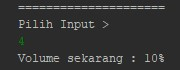 =====================
Pilih Input >
4
Volume sekarang : 10%